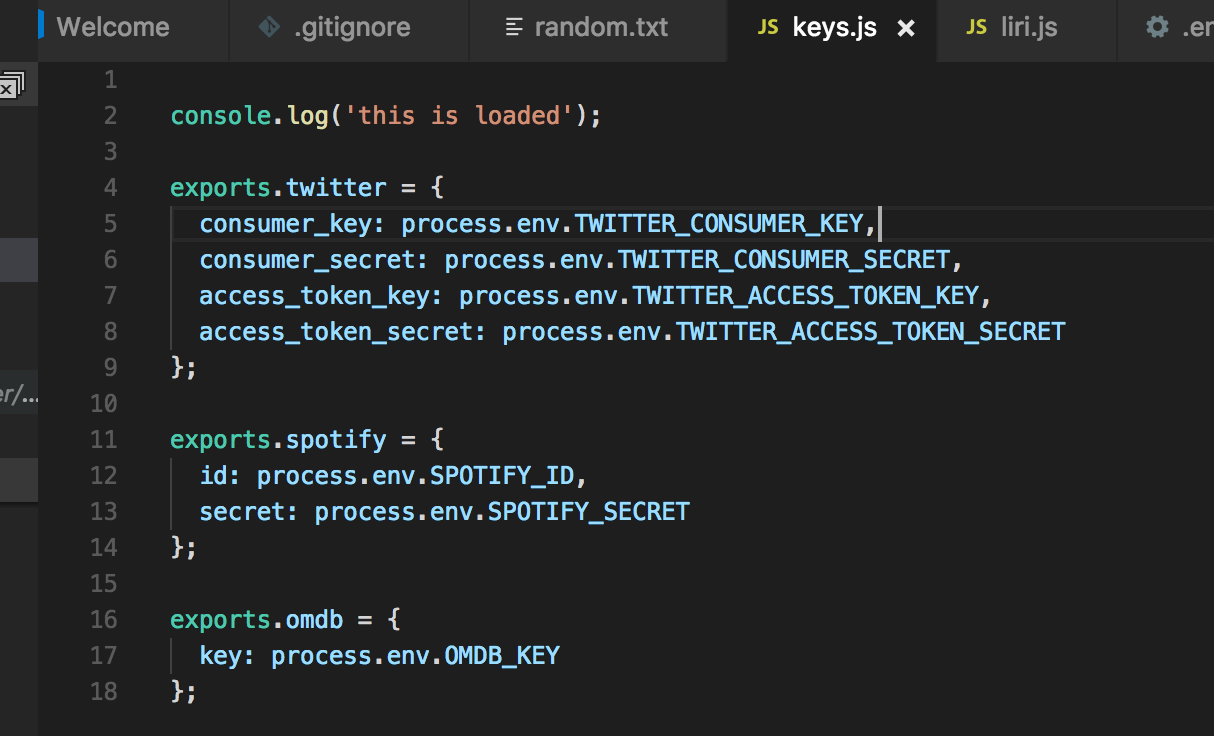 Welcome .gitignore random.txt JS keys.js × JS liri.js .er
1
2 console.log('this is loaded');
3
4 exports.twitter = {
5 consumer_key: process.env.TWITTER_CONSUMER_KEY,
6 consumer_secret: process.env.TWITTER_CONSUMER_SECRET,
7 access_token_key: process.env.TWITTER_ACCESS_TOKEN_KEY,
8 access_token_secret: process.env.TWITTER_ACCESS_TOKEN_SECRET
9 };
er/...
10
11 exports.spotify = {
12 id: process.env.SPOTIFY_ID,
13 secret: process.env.SPOTIFY_SECRET
14 };
15
16 exports.omdb = {
17 key: process.env.OMDB_KEY
18 };